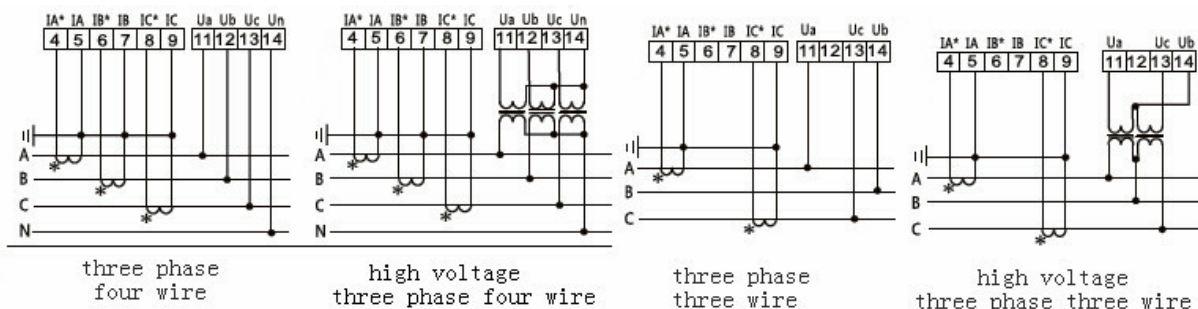 IA* IA IB* IB IC* IC Ua Ub Uc Un
4 5 6 7 8 9 11 12 13 14
A
B
C
N
* * *
three phase
four wire
IA* IA IB* IB IC* IC Ua Ub Uc Un
4 5 6 7 8 9 11 12 13 14
A
B
C
N
* * *
high voltage
three phase four wire
IA* IA IB* IB IC* IC Ua Uc Ub
4 5 6 7 8 9 11 12 13 14
A
B
C
* *
three phase
three wire
IA* IA IB* IB IC* IC Ua Uc Ub
4 5 6 7 8 9 11 12 13 14
A
B
C
* *
high voltage
three phase three wire